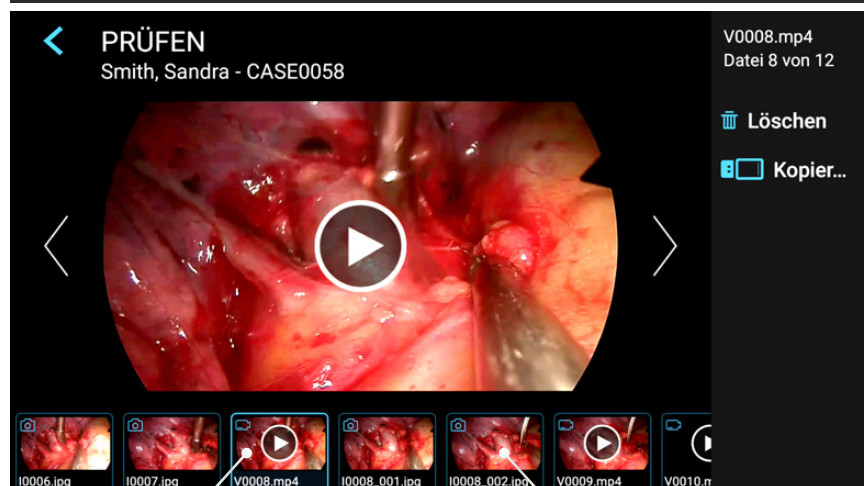 PRÜFEN
Smith, Sandra - CASE0058
V0008.mp4
Datei 8 von 12
Löschen
Kopier...
I0006.jpg
I0007.jpg
V0008.mp4
I0008_001.jpg
I0008_002.jpg
V0009.mp4
V0010.m